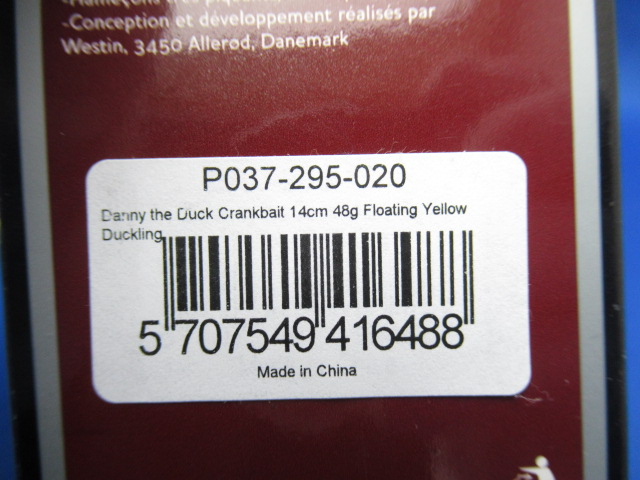 -Conception et développement réalisés par
Westin, 3450 Allerød, Danemark
P037-295-020
Danny the Duck Crankbait 14cm 48g Floating Yellow
Duckling
5 707549 416488
Made in China